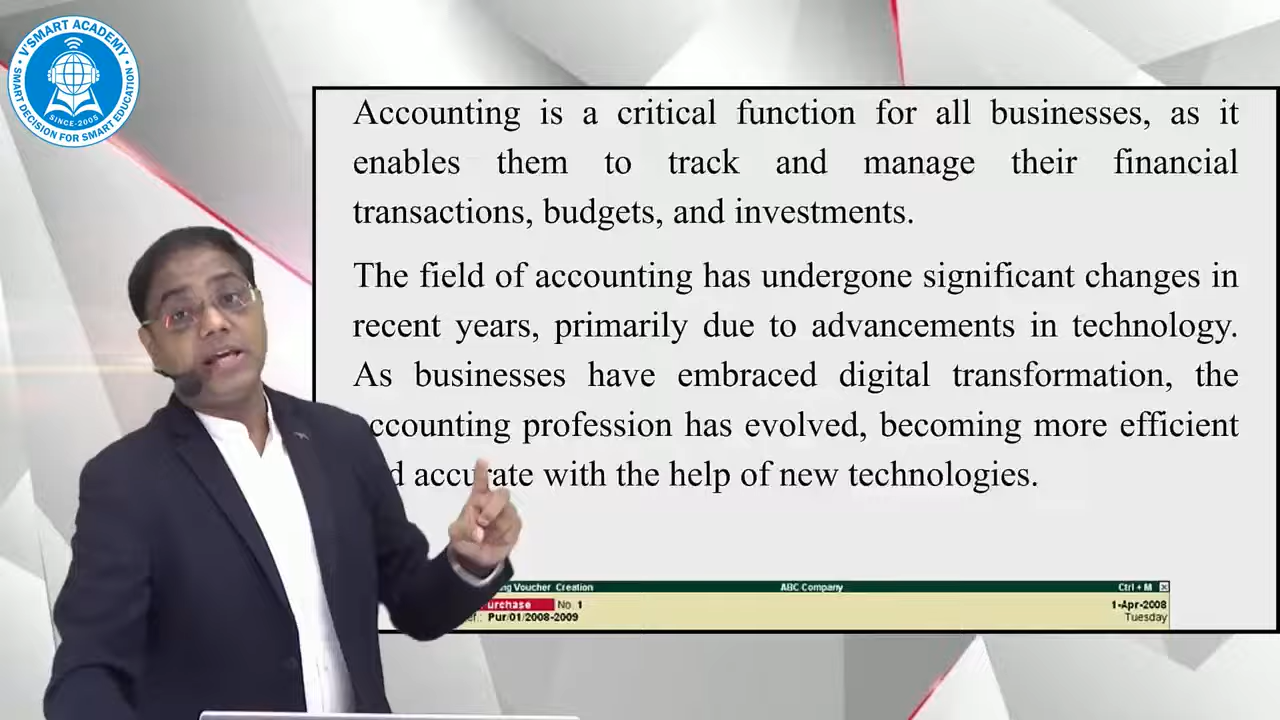 V'SMART ACADEMY
SMART DECISION FOR SMART EDUCATION
SINCE-2005
Accounting is a critical function for all businesses, as it
enables them to track and manage their financial
transactions, budgets, and investments.
The field of accounting has undergone significant changes in
recent years, primarily due to advancements in technology.
As businesses have embraced digital transformation, the
ccounting profession has evolved, becoming more efficient
d accurate with the help of new technologies.
Voucher Creation ABC Company Ctrl + M
urchase No. 1 1-Apr-2008
Pur/01/2008-2009 Tuesday